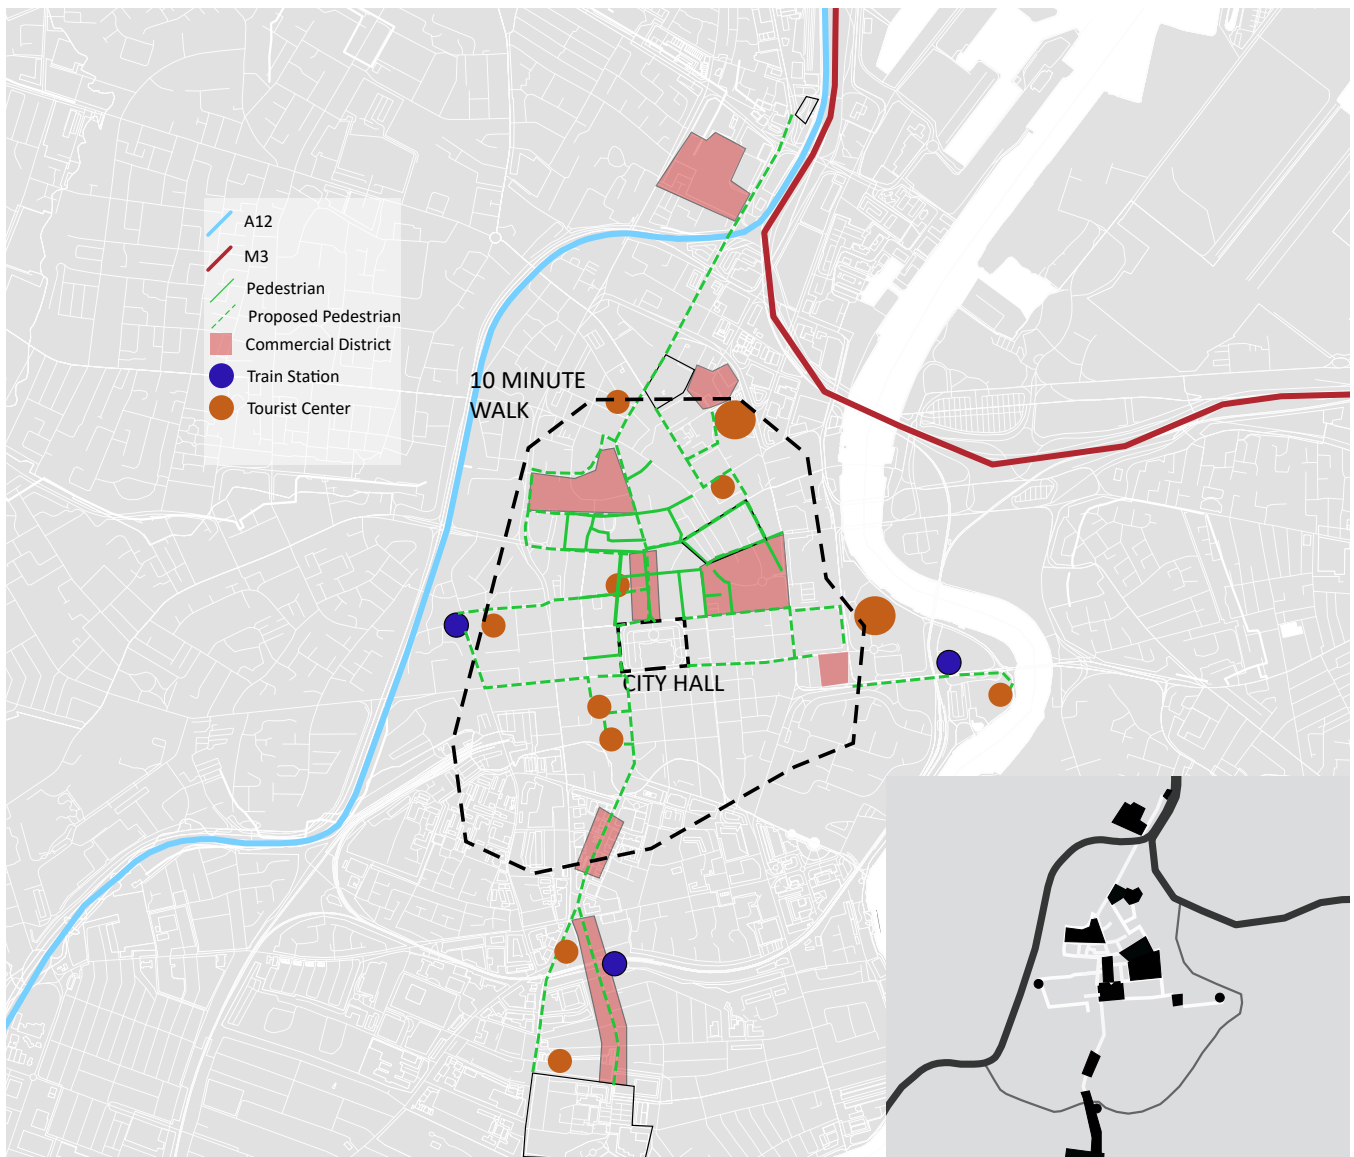 A12
M3
Pedestrian
Proposed Pedestrian
Commercial District
Train Station
Tourist Center
10 MINUTE
WALK
CITY HALL